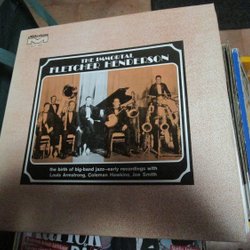 THE IMMORTAL
FLETCHER HENDERSON
the birth of big-band jazz–early recordings with
Louis Armstrong, Coleman Hawkins, Joe Smith